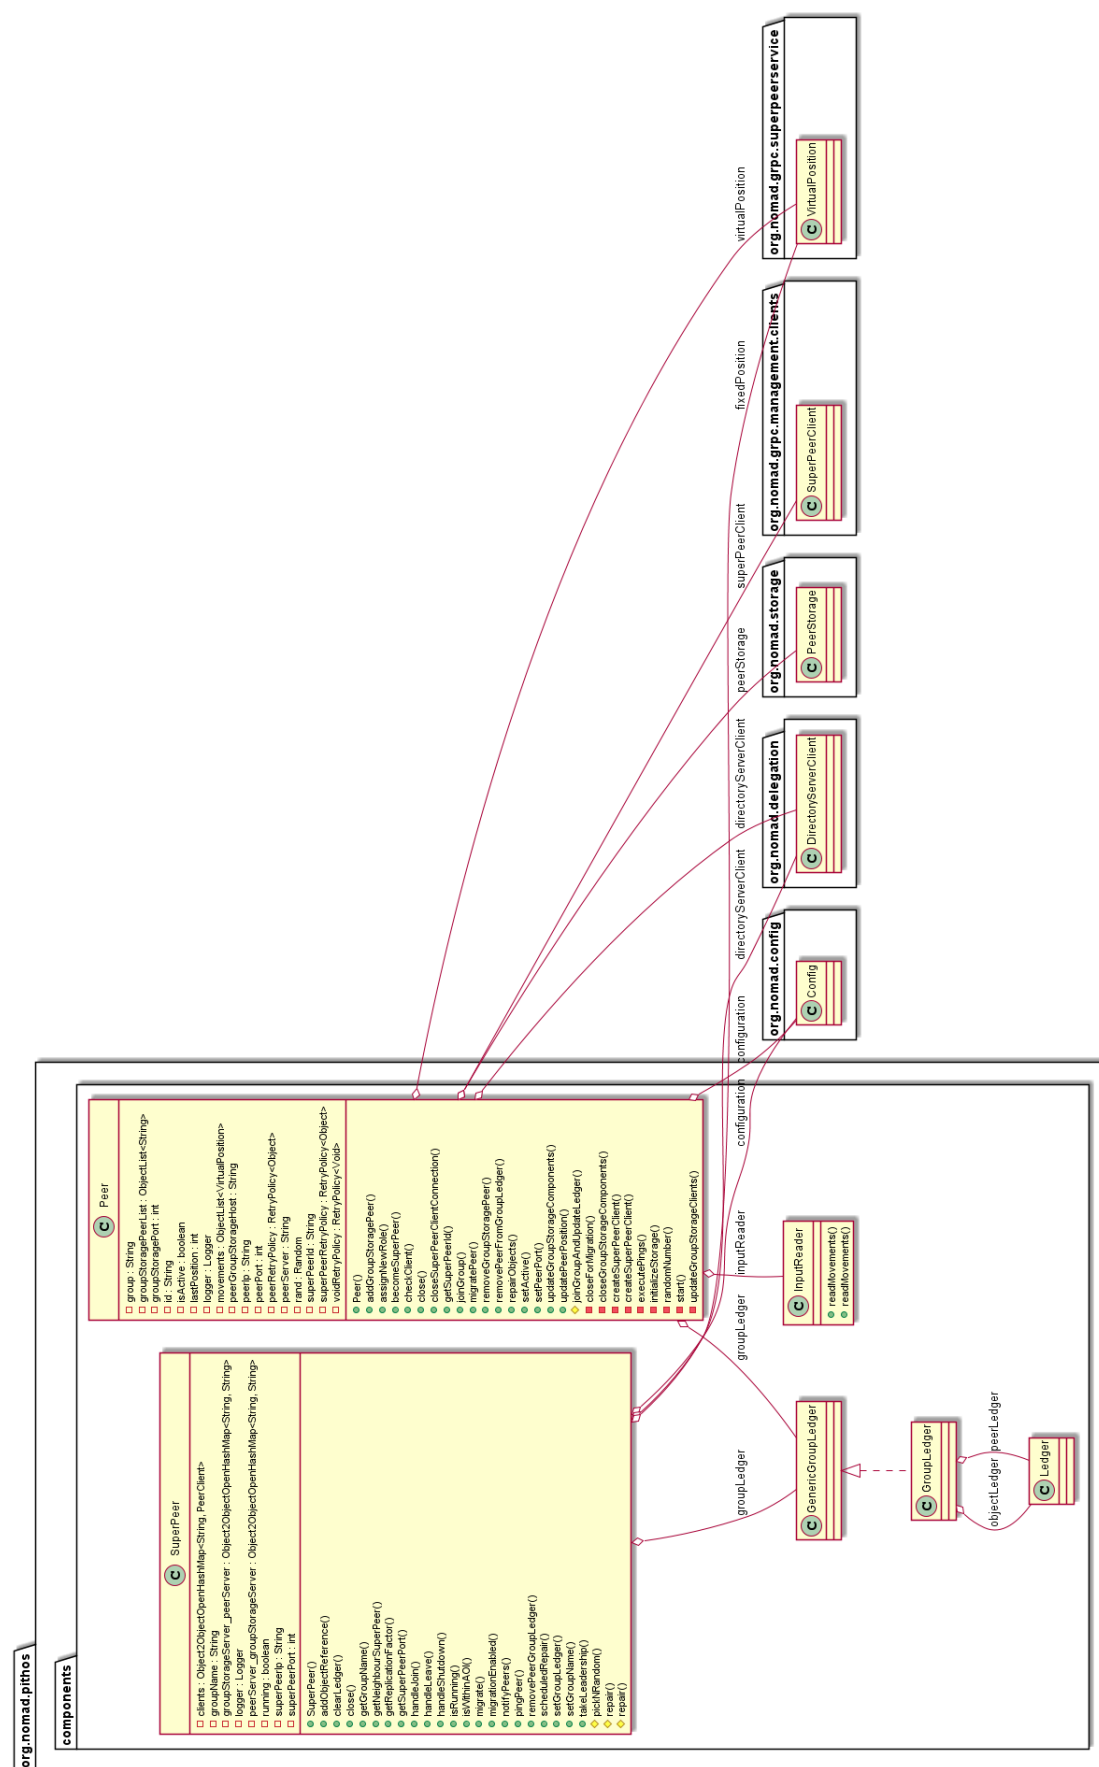 org.nomad.pithos
components
SuperPeer
clients : Object2ObjectOpenHashMap<String, PeerClient>
groupName : String
groupStorageServer_peerServer : Object2ObjectOpenHashMap<String, String>
logger : Logger
peerServer_groupStorageServer : Object2ObjectOpenHashMap<String, String>
running : boolean
superPeerIp : String
superPeerPort : int
SuperPeer()
addObjectReference()
clearLedger()
close()
getGroupName()
getNeighbourSuperPeer()
getReplicationFactor()
getSuperPeerPort()
handleJoin()
handleLeave()
handleShutdown()
isRunning()
isWithinAOI()
migrate()
migrationEnabled()
notifyPeers()
pingPeer()
removePeerGroupLedger()
scheduledRepair()
setGroupLedger()
setGroupName()
takeLeadership()
pickNRandom()
repair()
repair()
Peer
group : String
groupStoragePeerList : ObjectList<String>
groupStoragePort : int
id : String
isActive : boolean
lastPosition : int
logger : Logger
movements : ObjectList<VirtualPosition>
peerGroupStorageHost : String
peerIp : String
peerPort : int
peerRetryPolicy : RetryPolicy<Object>
peerServer : String
rand : Random
superPeerId : String
superPeerRetryPolicy : RetryPolicy<Object>
voidRetryPolicy : RetryPolicy<Void>
Peer()
addGroupStoragePeer()
assignNewRole()
becomeSuperPeer()
checkClient()
close()
closeSuperPeerClientConnection()
getSuperPeerId()
joinGroup()
migratePeer()
removeGroupStoragePeer()
removePeerFromGroupLedger()
repairObjects()
setActive()
setPeerPort()
updateGroupStorageComponents()
updatePeerPosition()
joinGroupAndUpdateLedger()
closeForMigration()
closeGroupStorageComponents()
createSuperPeerClient()
createSuperPeerClient()
executePings()
initializeStorage()
randomNumber()
start()
updateGroupStorageClients()
groupLedger
groupLedger
inputReader
configuration
configuration
directoryServerClient
directoryServerClient
peerStorage
superPeerClient
fixedPosition
virtualPosition
GenericGroupLedger
InputReader
readMovements()
readMovements()
org.nomad.config
Config
org.nomad.delegation
DirectoryServerClient
org.nomad.storage
PeerStorage
org.nomad.grpc.management.clients
SuperPeerClient
org.nomad.grpc.superpeerservice
VirtualPosition
GroupLedger
objectLedger
peerLedger
Ledger